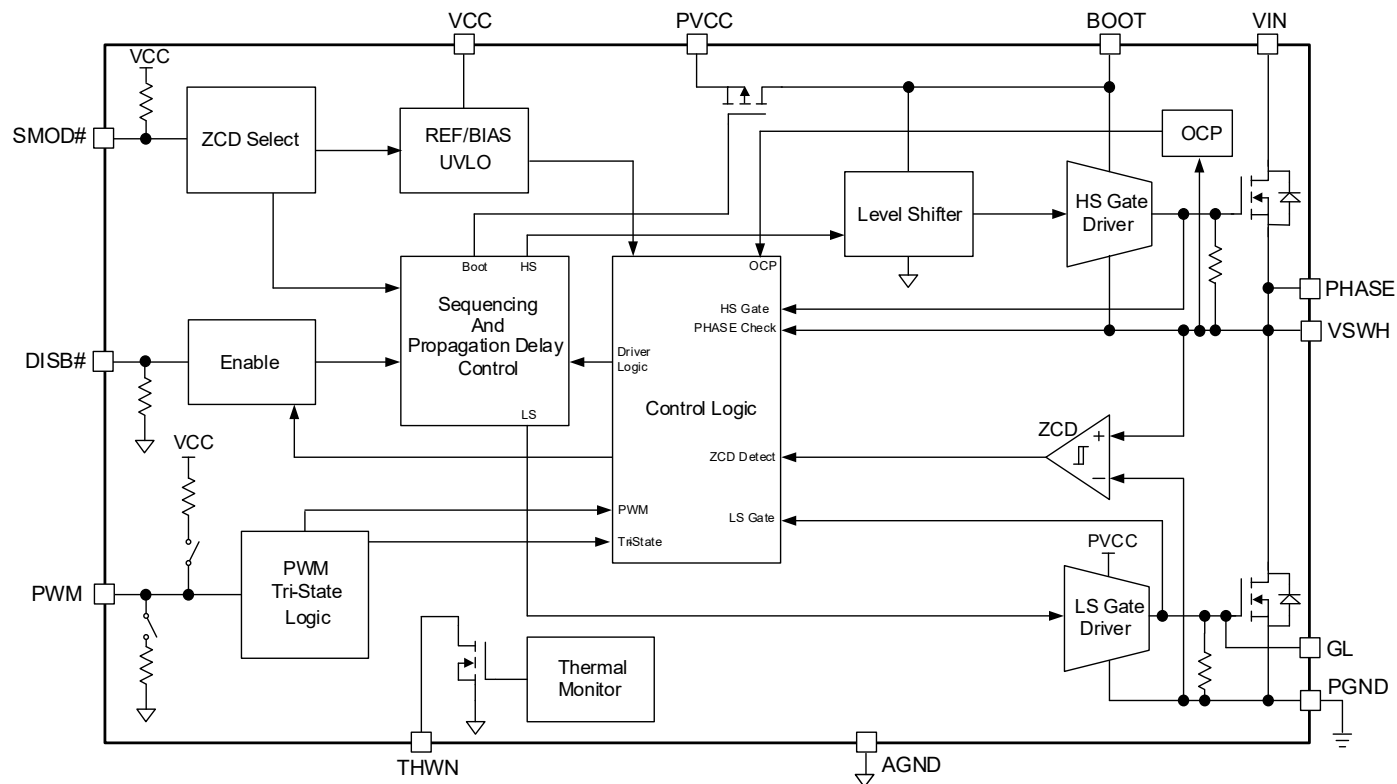 VCC
PVCC
BOOT
VIN
VCC
SMOD#
ZCD Select
REF/BIAS
UVLO
OCP
Level Shifter
HS Gate
Driver
Boot
HS
OCP
Sequencing
And
Propagation Delay
Control
LS
HS Gate
PHASE Check
PHASE
VSWH
DISB#
Enable
Driver
Logic
Control Logic
ZCD
+
−
ZCD Detect
VCC
PWM
LS Gate
TriState
PVCC
PWM
PWM
Tri-State
Logic
LS Gate
Driver
GL
Thermal
Monitor
PGND
THWN
AGND